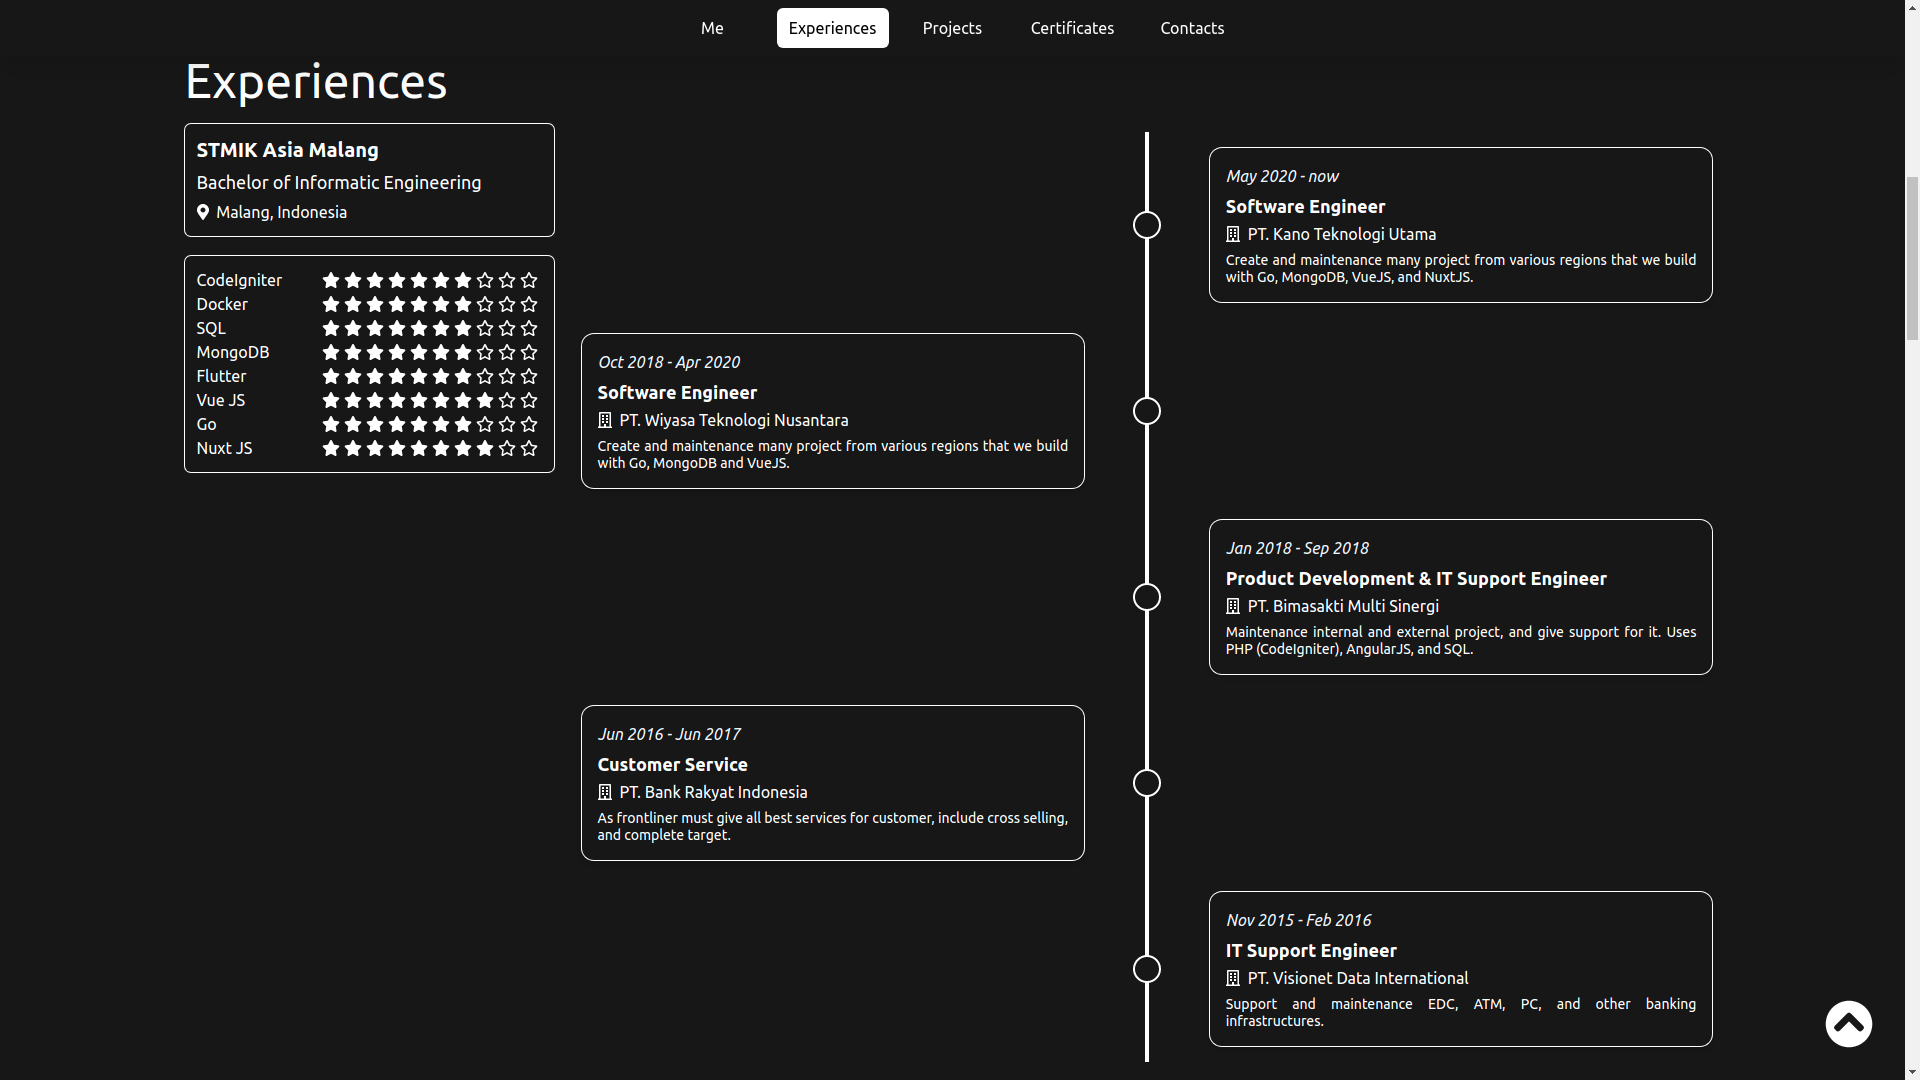 Me
Experiences
Projects
Certificates
Contacts
Experiences
STMIK Asia Malang
Bachelor of Informatic Engineering
Malang, Indonesia
CodeIgniter
Docker
SQL
MongoDB
Flutter
Vue JS
Go
Nuxt JS
May 2020 - now
Software Engineer
PT. Kano Teknologi Utama
Create and maintenance many project from various regions that we build
with Go, MongoDB, VueJS, and NuxtJS.
Oct 2018 - Apr 2020
Software Engineer
PT. Wiyasa Teknologi Nusantara
Create and maintenance many project from various regions that we build
with Go, MongoDB and VueJS.
Jan 2018 - Sep 2018
Product Development & IT Support Engineer
PT. Bimasakti Multi Sinergi
Maintenance internal and external project, and give support for it. Uses
PHP (CodeIgniter), AngularJS, and SQL.
Jun 2016 - Jun 2017
Customer Service
PT. Bank Rakyat Indonesia
As frontliner must give all best services for customer, include cross selling,
and complete target.
Nov 2015 - Feb 2016
IT Support Engineer
PT. Visionet Data International
Support and maintenance EDC, ATM, PC, and other banking
infrastructures.